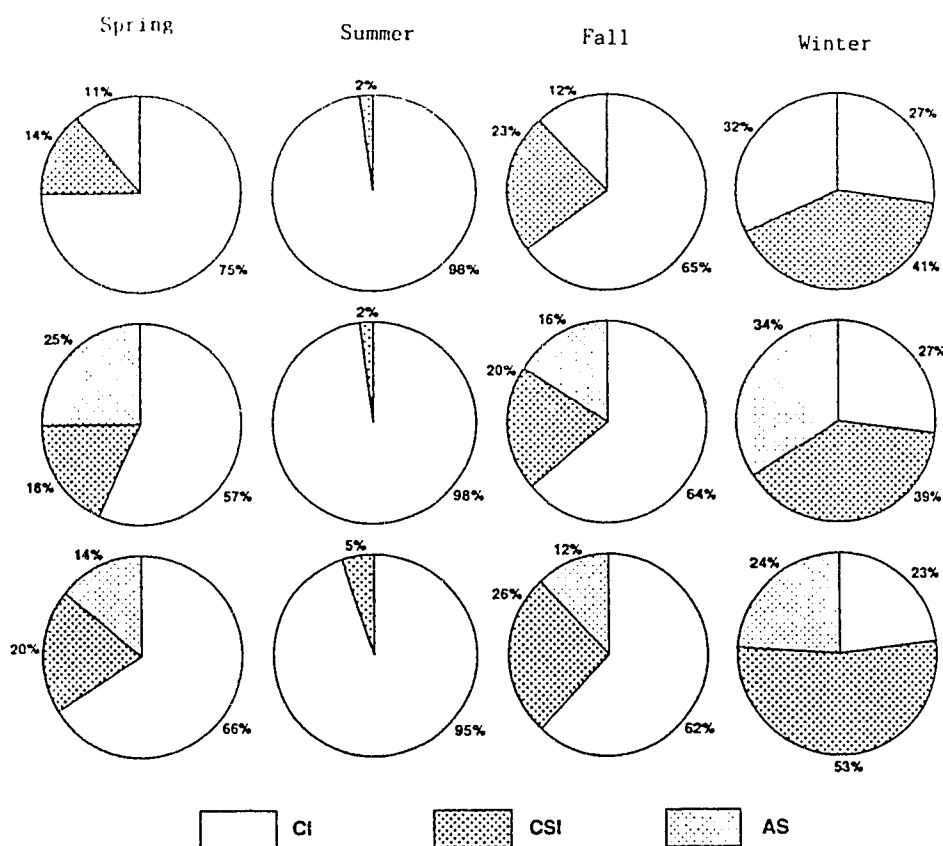 Spring Summer Fall Winter
11% 2% 12% 32% 27%
14% 23%
75% 98% 65% 41%
25% 2% 16% 34% 27%
20%
18% 57% 98% 64% 39%
14% 5% 12% 24% 23%
20% 26%
66% 95% 62% 53%
CI CSI AS